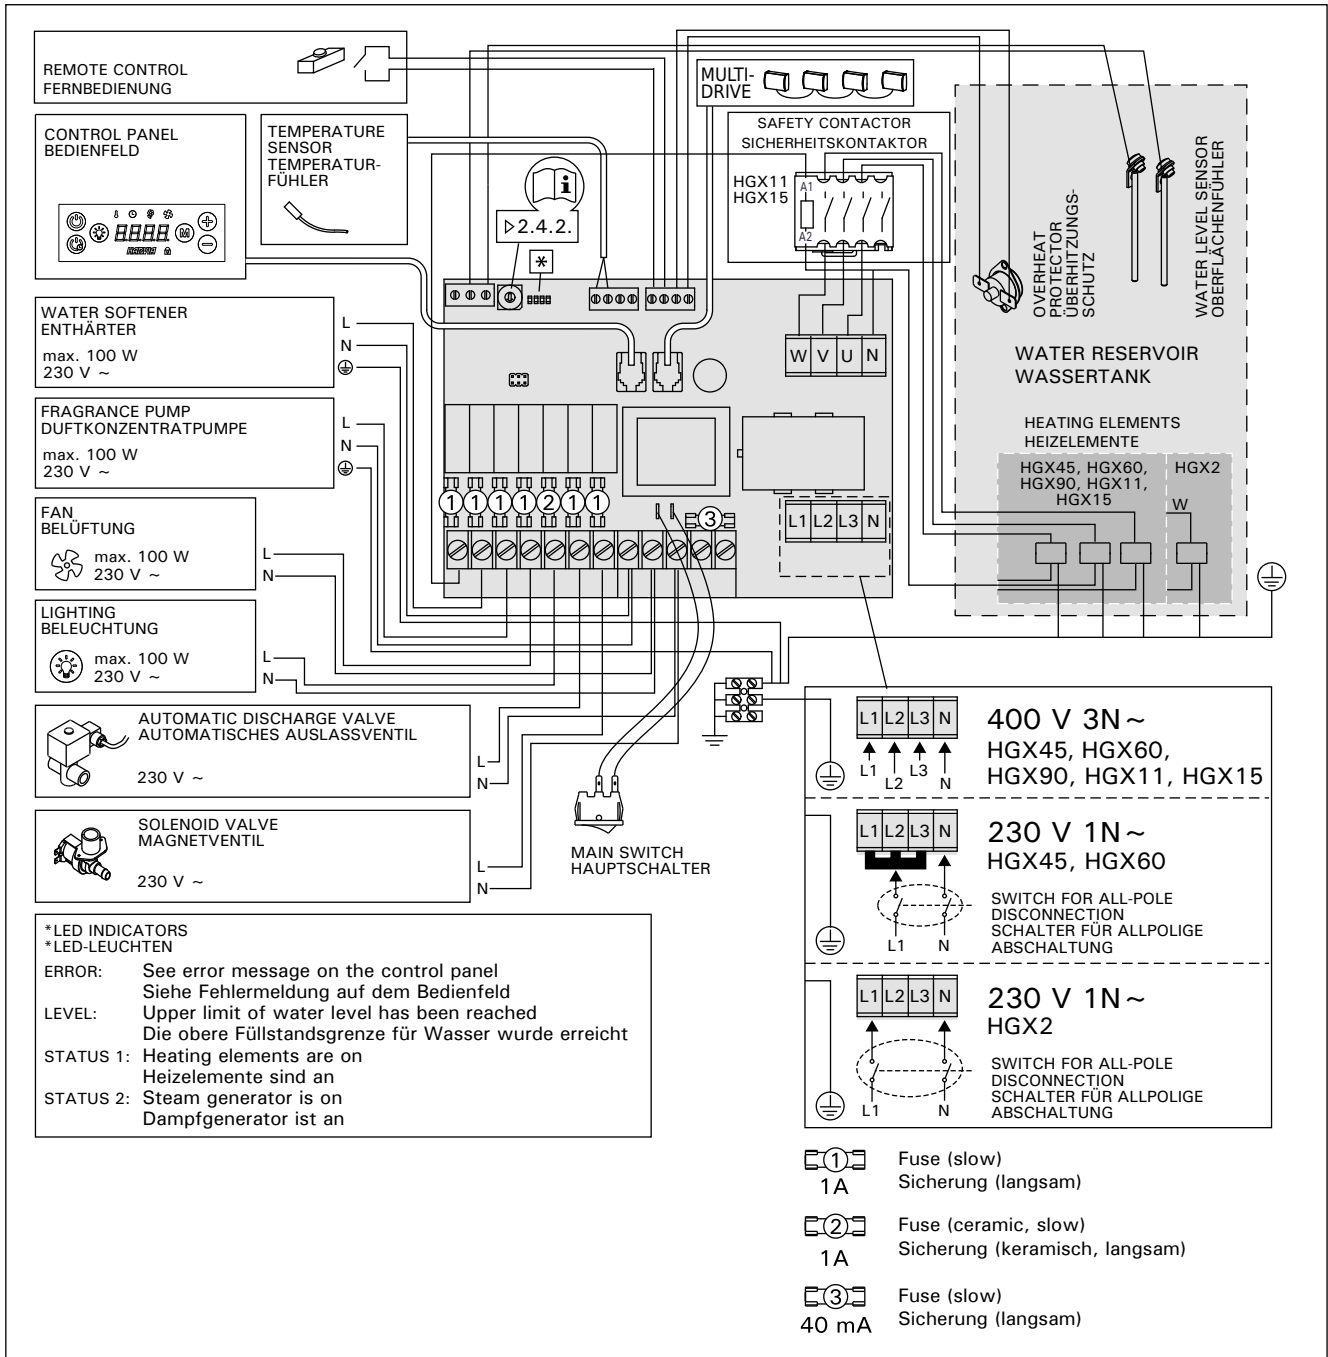 REMOTE CONTROL
FERNBEDIENUNG
CONTROL PANEL
BEDIENFELD
M
HARVIA
TEMPERATURE
SENSOR
TEMPERATUR-
FÜHLER
i
▷2.4.2.
*
MULTI-
DRIVE
SAFETY CONTACTOR
SICHERHEITSKONTAKTOR
HGX11
HGX15
A1
A2
OVERHEAT
PROTECTOR
ÜBERHITZUNGS-
SCHUTZ
WATER LEVEL SENSOR
OBERFLÄCHENFÜHLER
WATER RESERVOIR
WASSERTANK
HEATING ELEMENTS
HEIZELEMENTE
HGX45, HGX60,
HGX90, HGX11,
HGX15
HGX2
W
WATER SOFTENER
ENTHÄRTER
max. 100 W
230 V ~
L
N
FRAGRANCE PUMP
DUFTKONZENTRATPUMPE
max. 100 W
230 V ~
L
N
FAN
BELÜFTUNG
max. 100 W
230 V ~
L
N
LIGHTING
BELEUCHTUNG
max. 100 W
230 V ~
L
N
AUTOMATIC DISCHARGE VALVE
AUTOMATISCHES AUSLASSVENTIL
230 V ~
L
N
SOLENOID VALVE
MAGNETVENTIL
230 V ~
L
N
W V U N
1 1 1 1 2 1 1
3
L1 L2 L3 N
MAIN SWITCH
HAUPTSCHALTER
L1 L2 L3 N
L1 L2 L3 N
400 V 3N~
HGX45, HGX60,
HGX90, HGX11, HGX15
L1 L2 L3 N
L1 N
230 V 1N~
HGX45, HGX60
SWITCH FOR ALL-POLE
DISCONNECTION
SCHALTER FÜR ALLPOLIGE
ABSCHALTUNG
L1 L2 L3 N
L1 N
230 V 1N~
HGX2
SWITCH FOR ALL-POLE
DISCONNECTION
SCHALTER FÜR ALLPOLIGE
ABSCHALTUNG
*LED INDICATORS
*LED-LEUCHTEN
ERROR: See error message on the control panel
Siehe Fehlermeldung auf dem Bedienfeld
LEVEL: Upper limit of water level has been reached
Die obere Füllstandsgrenze für Wasser wurde erreicht
STATUS 1: Heating elements are on
Heizelemente sind an
STATUS 2: Steam generator is on
Dampfgenerator ist an
1 Fuse (slow)
1A Sicherung (langsam)
2 Fuse (ceramic, slow)
1A Sicherung (keramisch, langsam)
3 Fuse (slow)
40 mA Sicherung (langsam)